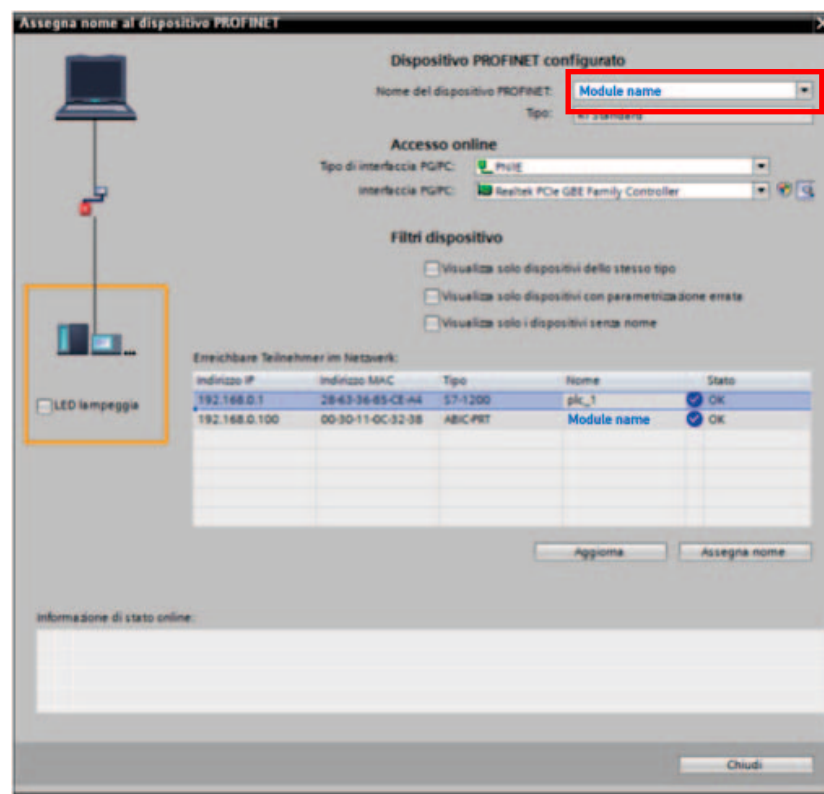 Assegna nome al dispositivo PROFINET
Dispositivo PROFINET configurato
Nome del dispositivo PROFINET: Module name
Tipo: RT Standard
Accesso online
Tipo di interfaccia PG/PC: PN/IE
Interfaccia PG/PC: Realtek PCIe GBE Family Controller
Filtri dispositivo
Visualizza solo dispositivi dello stesso tipo
Visualizza solo dispositivi con parametrizzazione errata
Visualizza solo i dispositivi senza nome
Erreichbare Teilnehmer im Netzwerk:
Indirizzo IP Indirizzo MAC Tipo Nome Stato
192.168.0.1 28-63-36-85-CE-A4 S7-1200 plc_1 OK
192.168.0.100 00-30-11-0C-32-38 ABIC-PRT Module name OK
LED lampeggia
Aggiorna Assegna nome
Informazione di stato online:
Chiudi